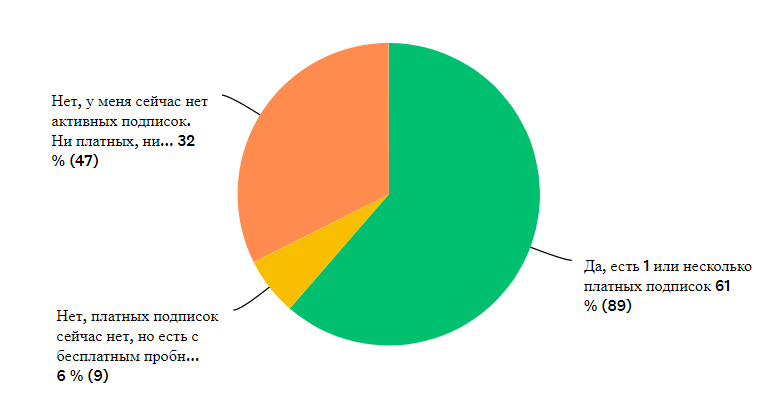 Нет, у меня сейчас нет
активных подписок.
Ни платных, ни... 32
% (47)
Да, есть 1 или несколько
платных подписок 61
% (89)
Нет, платных подписок
сейчас нет, но есть с
бесплатным пробн...
6 % (9)